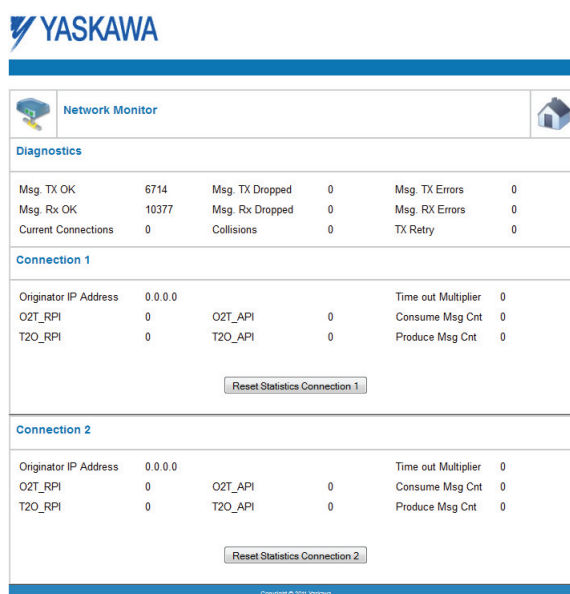 YASKAWA
Network Monitor
Diagnostics
Msg. TX OK 6714 Msg. TX Dropped 0 Msg. TX Errors 0
Msg. Rx OK 10377 Msg. Rx Dropped 0 Msg. RX Errors 0
Current Connections 0 Collisions 0 TX Retry 0
Connection 1
Originator IP Address 0.0.0.0 Time out Multiplier 0
O2T_RPI 0 O2T_API 0 Consume Msg Cnt 0
T2O_RPI 0 T2O_API 0 Produce Msg Cnt 0
Reset Statistics Connection 1
Connection 2
Originator IP Address 0.0.0.0 Time out Multiplier 0
O2T_RPI 0 O2T_API 0 Consume Msg Cnt 0
T2O_RPI 0 T2O_API 0 Produce Msg Cnt 0
Reset Statistics Connection 2
Copyright © 2011 Yaskawa